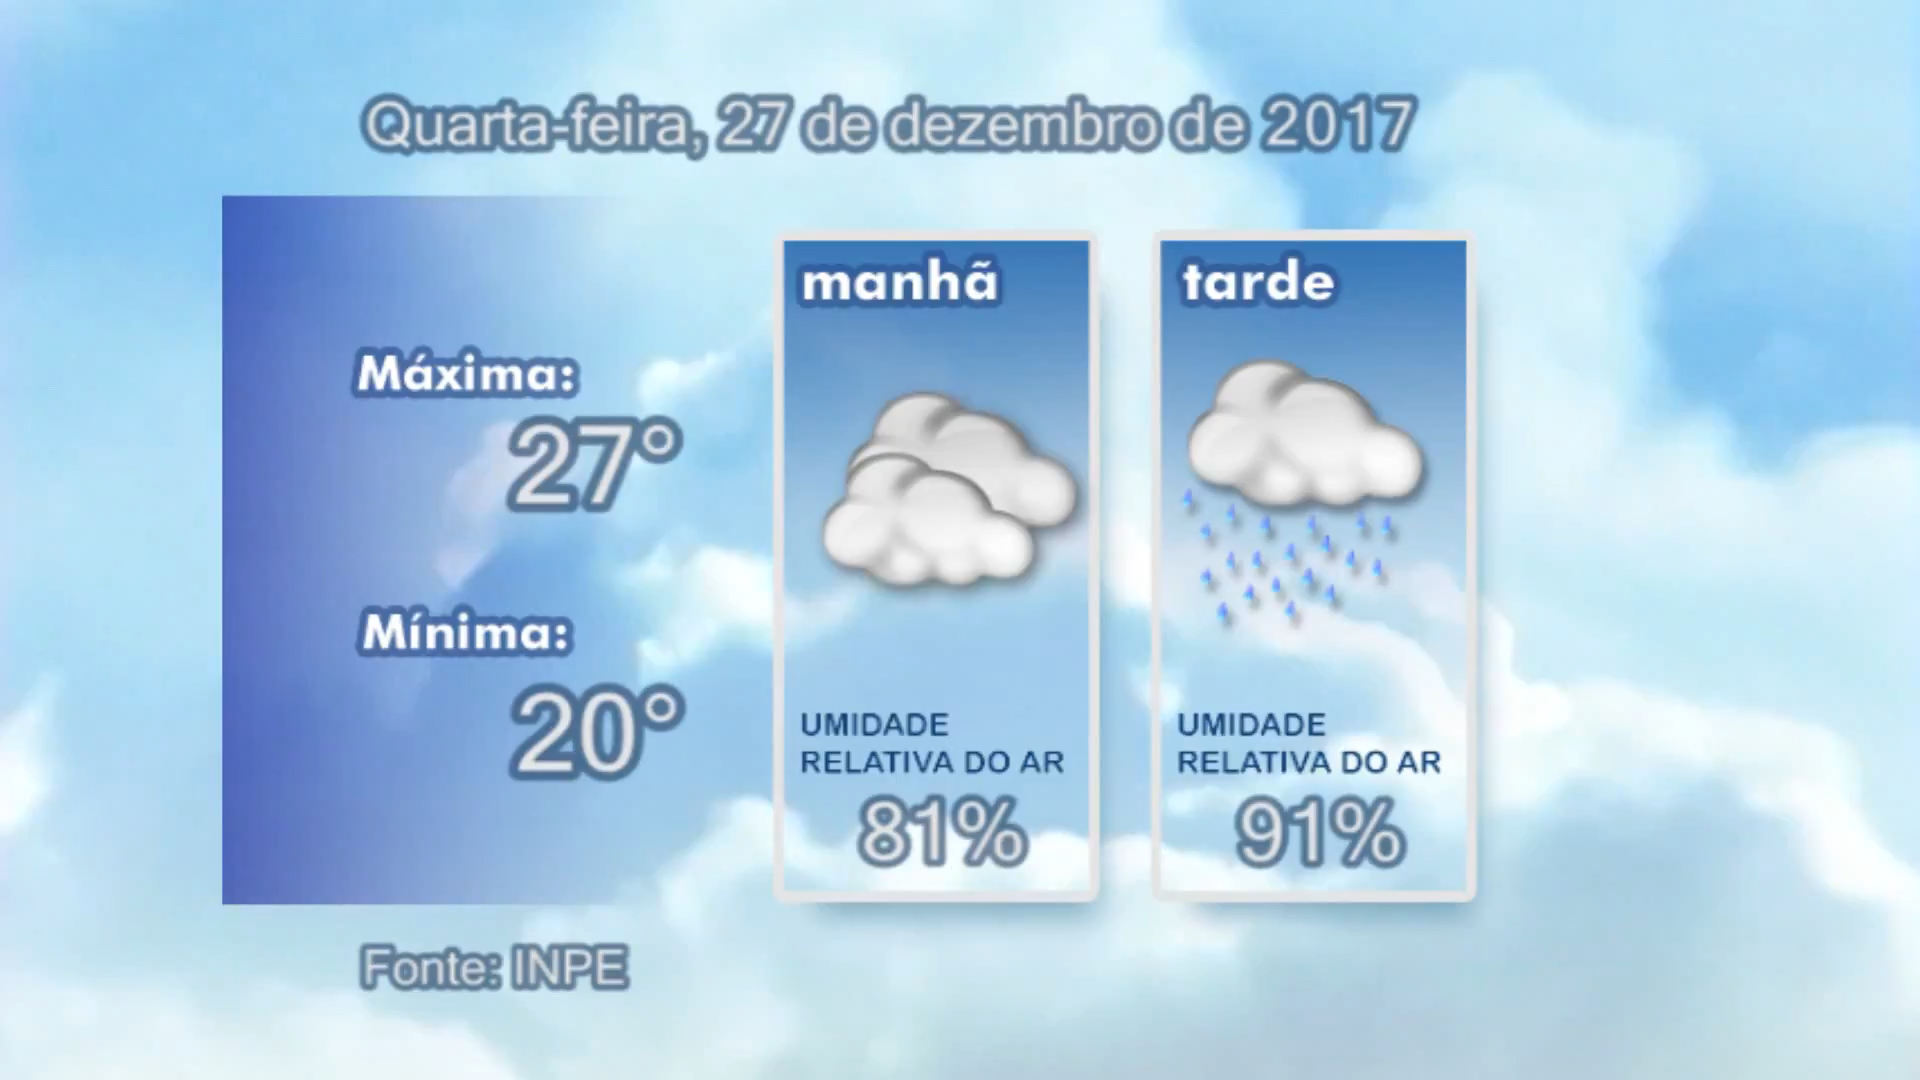 Quarta-feira, 27 de dezembro de 2017
Máxima:
27°
Mínima:
20°
manhã
UMIDADE
RELATIVA DO AR
81%
tarde
UMIDADE
RELATIVA DO AR
91%
Fonte: INPE